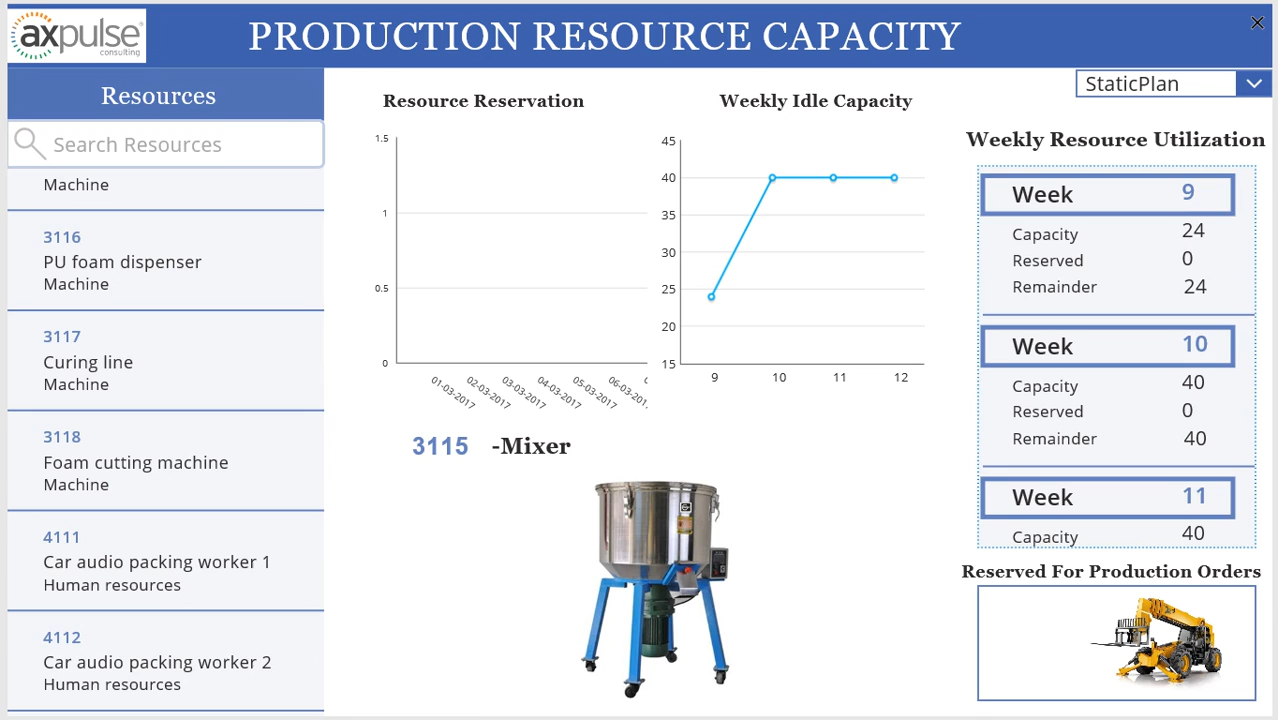 axpulse
consulting
PRODUCTION RESOURCE CAPACITY
StaticPlan
Resources
Search Resources
Machine
3116
PU foam dispenser
Machine
3117
Curing line
Machine
3118
Foam cutting machine
Machine
4111
Car audio packing worker 1
Human resources
4112
Car audio packing worker 2
Human resources
Resource Reservation
1.5
1
0.5
0
01-03-2017
02-03-2017
03-03-2017
04-03-2017
05-03-2017
06-03-201
Weekly Idle Capacity
45
40
35
30
25
20
15
9 10 11 12
3115 -Mixer
Weekly Resource Utilization
Week 9
Capacity 24
Reserved 0
Remainder 24
Week 10
Capacity 40
Reserved 0
Remainder 40
Week 11
Capacity 40
Reserved For Production Orders